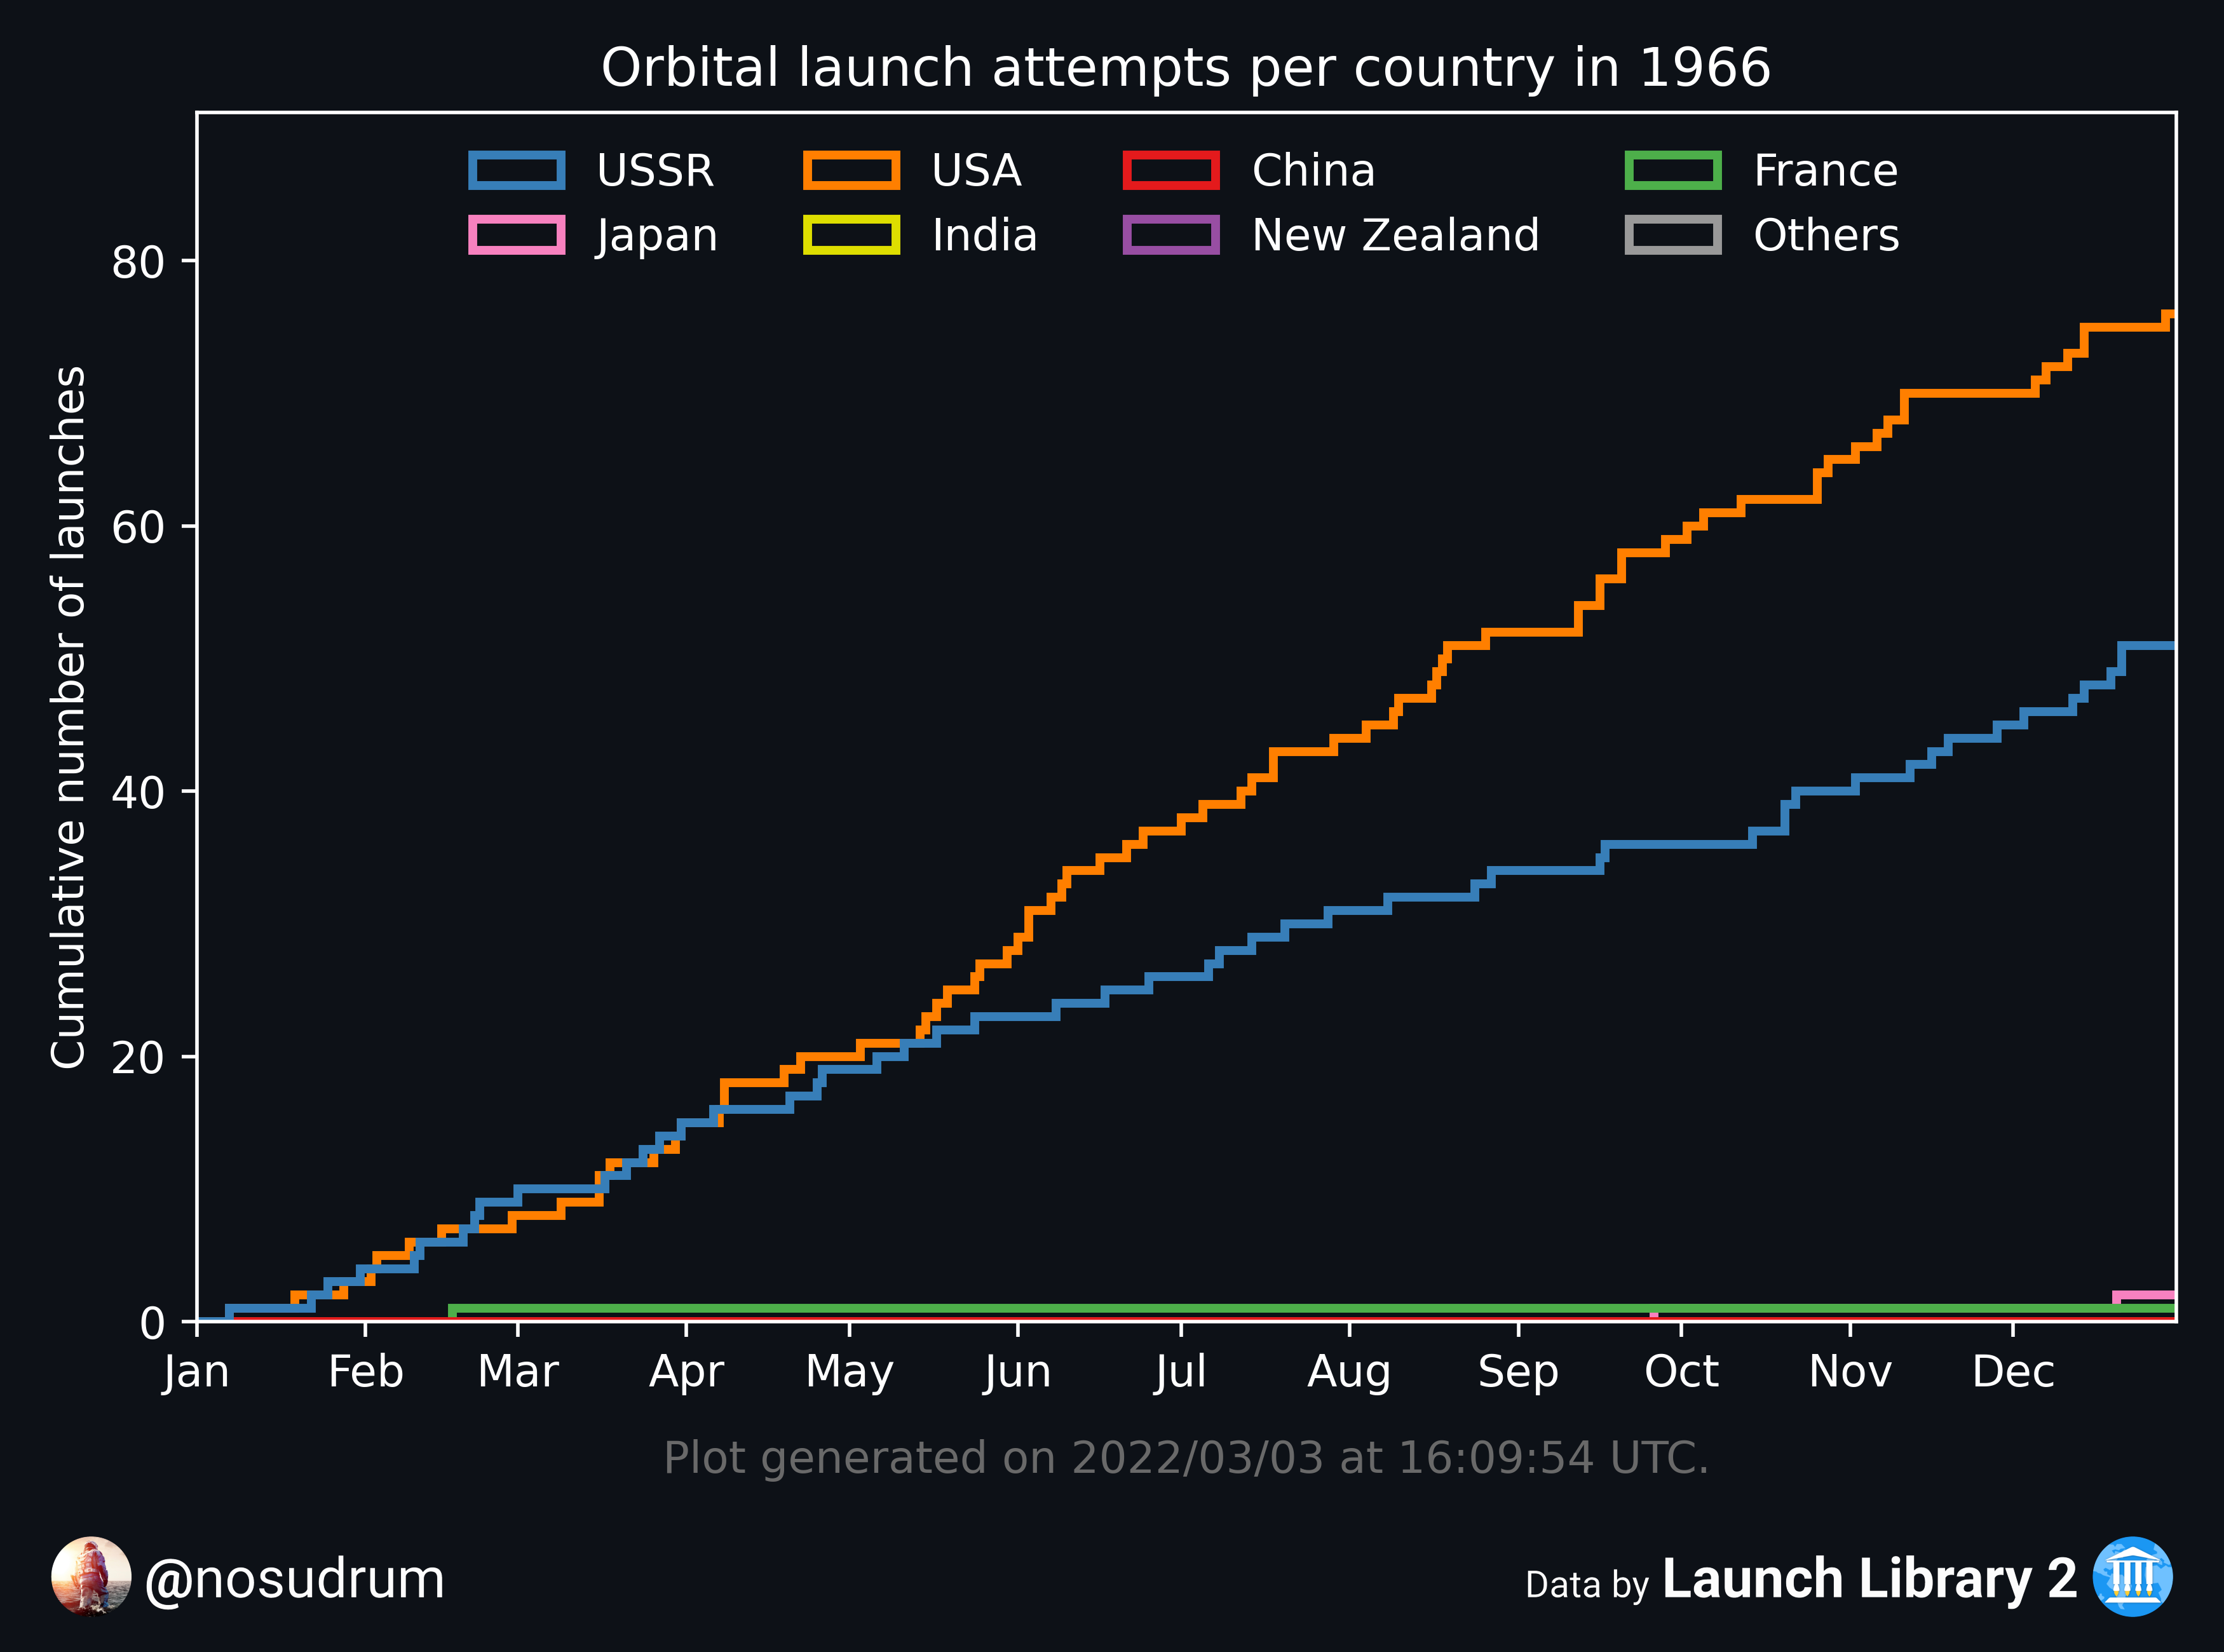 Orbital launch attempts per country in 1966
USSR USA China France
Japan India New Zealand Others
Cumulative number of launches
80
60
40
20
0
Jan Feb Mar Apr May Jun Jul Aug Sep Oct Nov Dec
Plot generated on 2022/03/03 at 16:09:54 UTC.
@nosudrum
Data by Launch Library 2